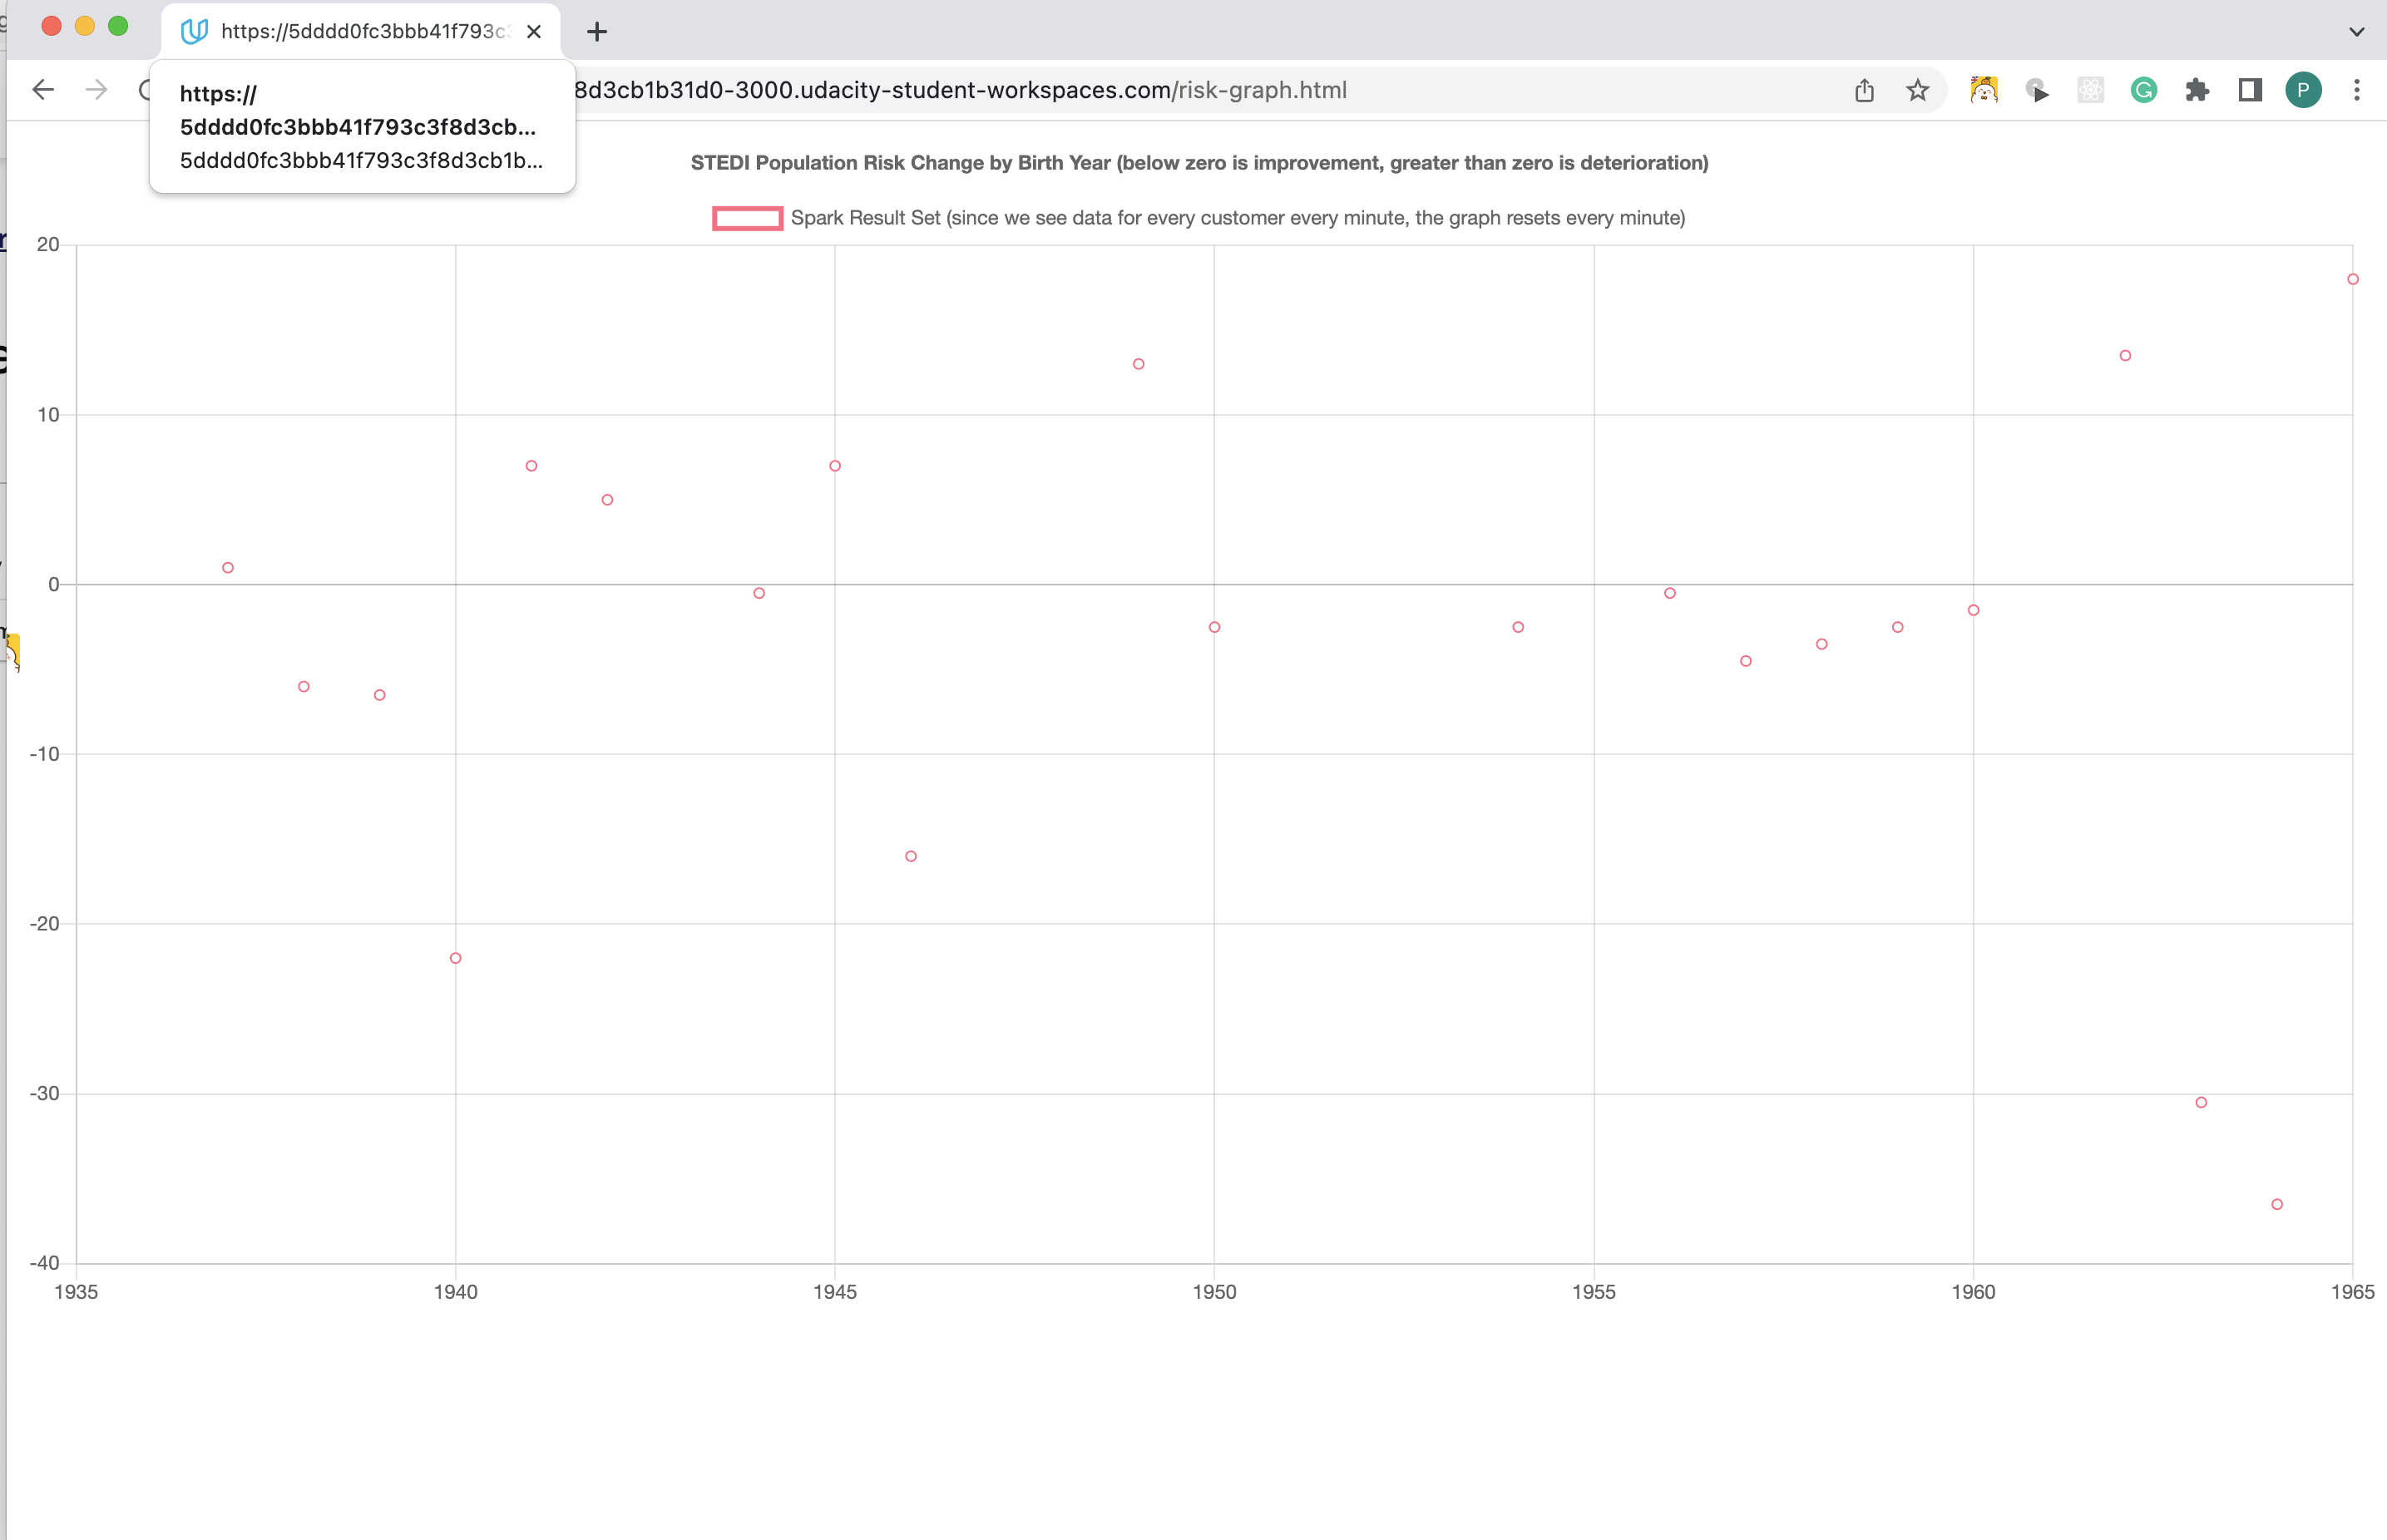 https://5dddd0fc3bbb41f793c3
8d3cb1b31d0-3000.udacity-student-workspaces.com/risk-graph.html
P
https://
5dddd0fc3bbb41f793c3f8d3cb...
5dddd0fc3bbb41f793c3f8d3cb1b...
STEDI Population Risk Change by Birth Year (below zero is improvement, greater than zero is deterioration)
Spark Result Set (since we see data for every customer every minute, the graph resets every minute)
20
10
0
-10
-20
-30
-40
1935 1940 1945 1950 1955 1960 1965